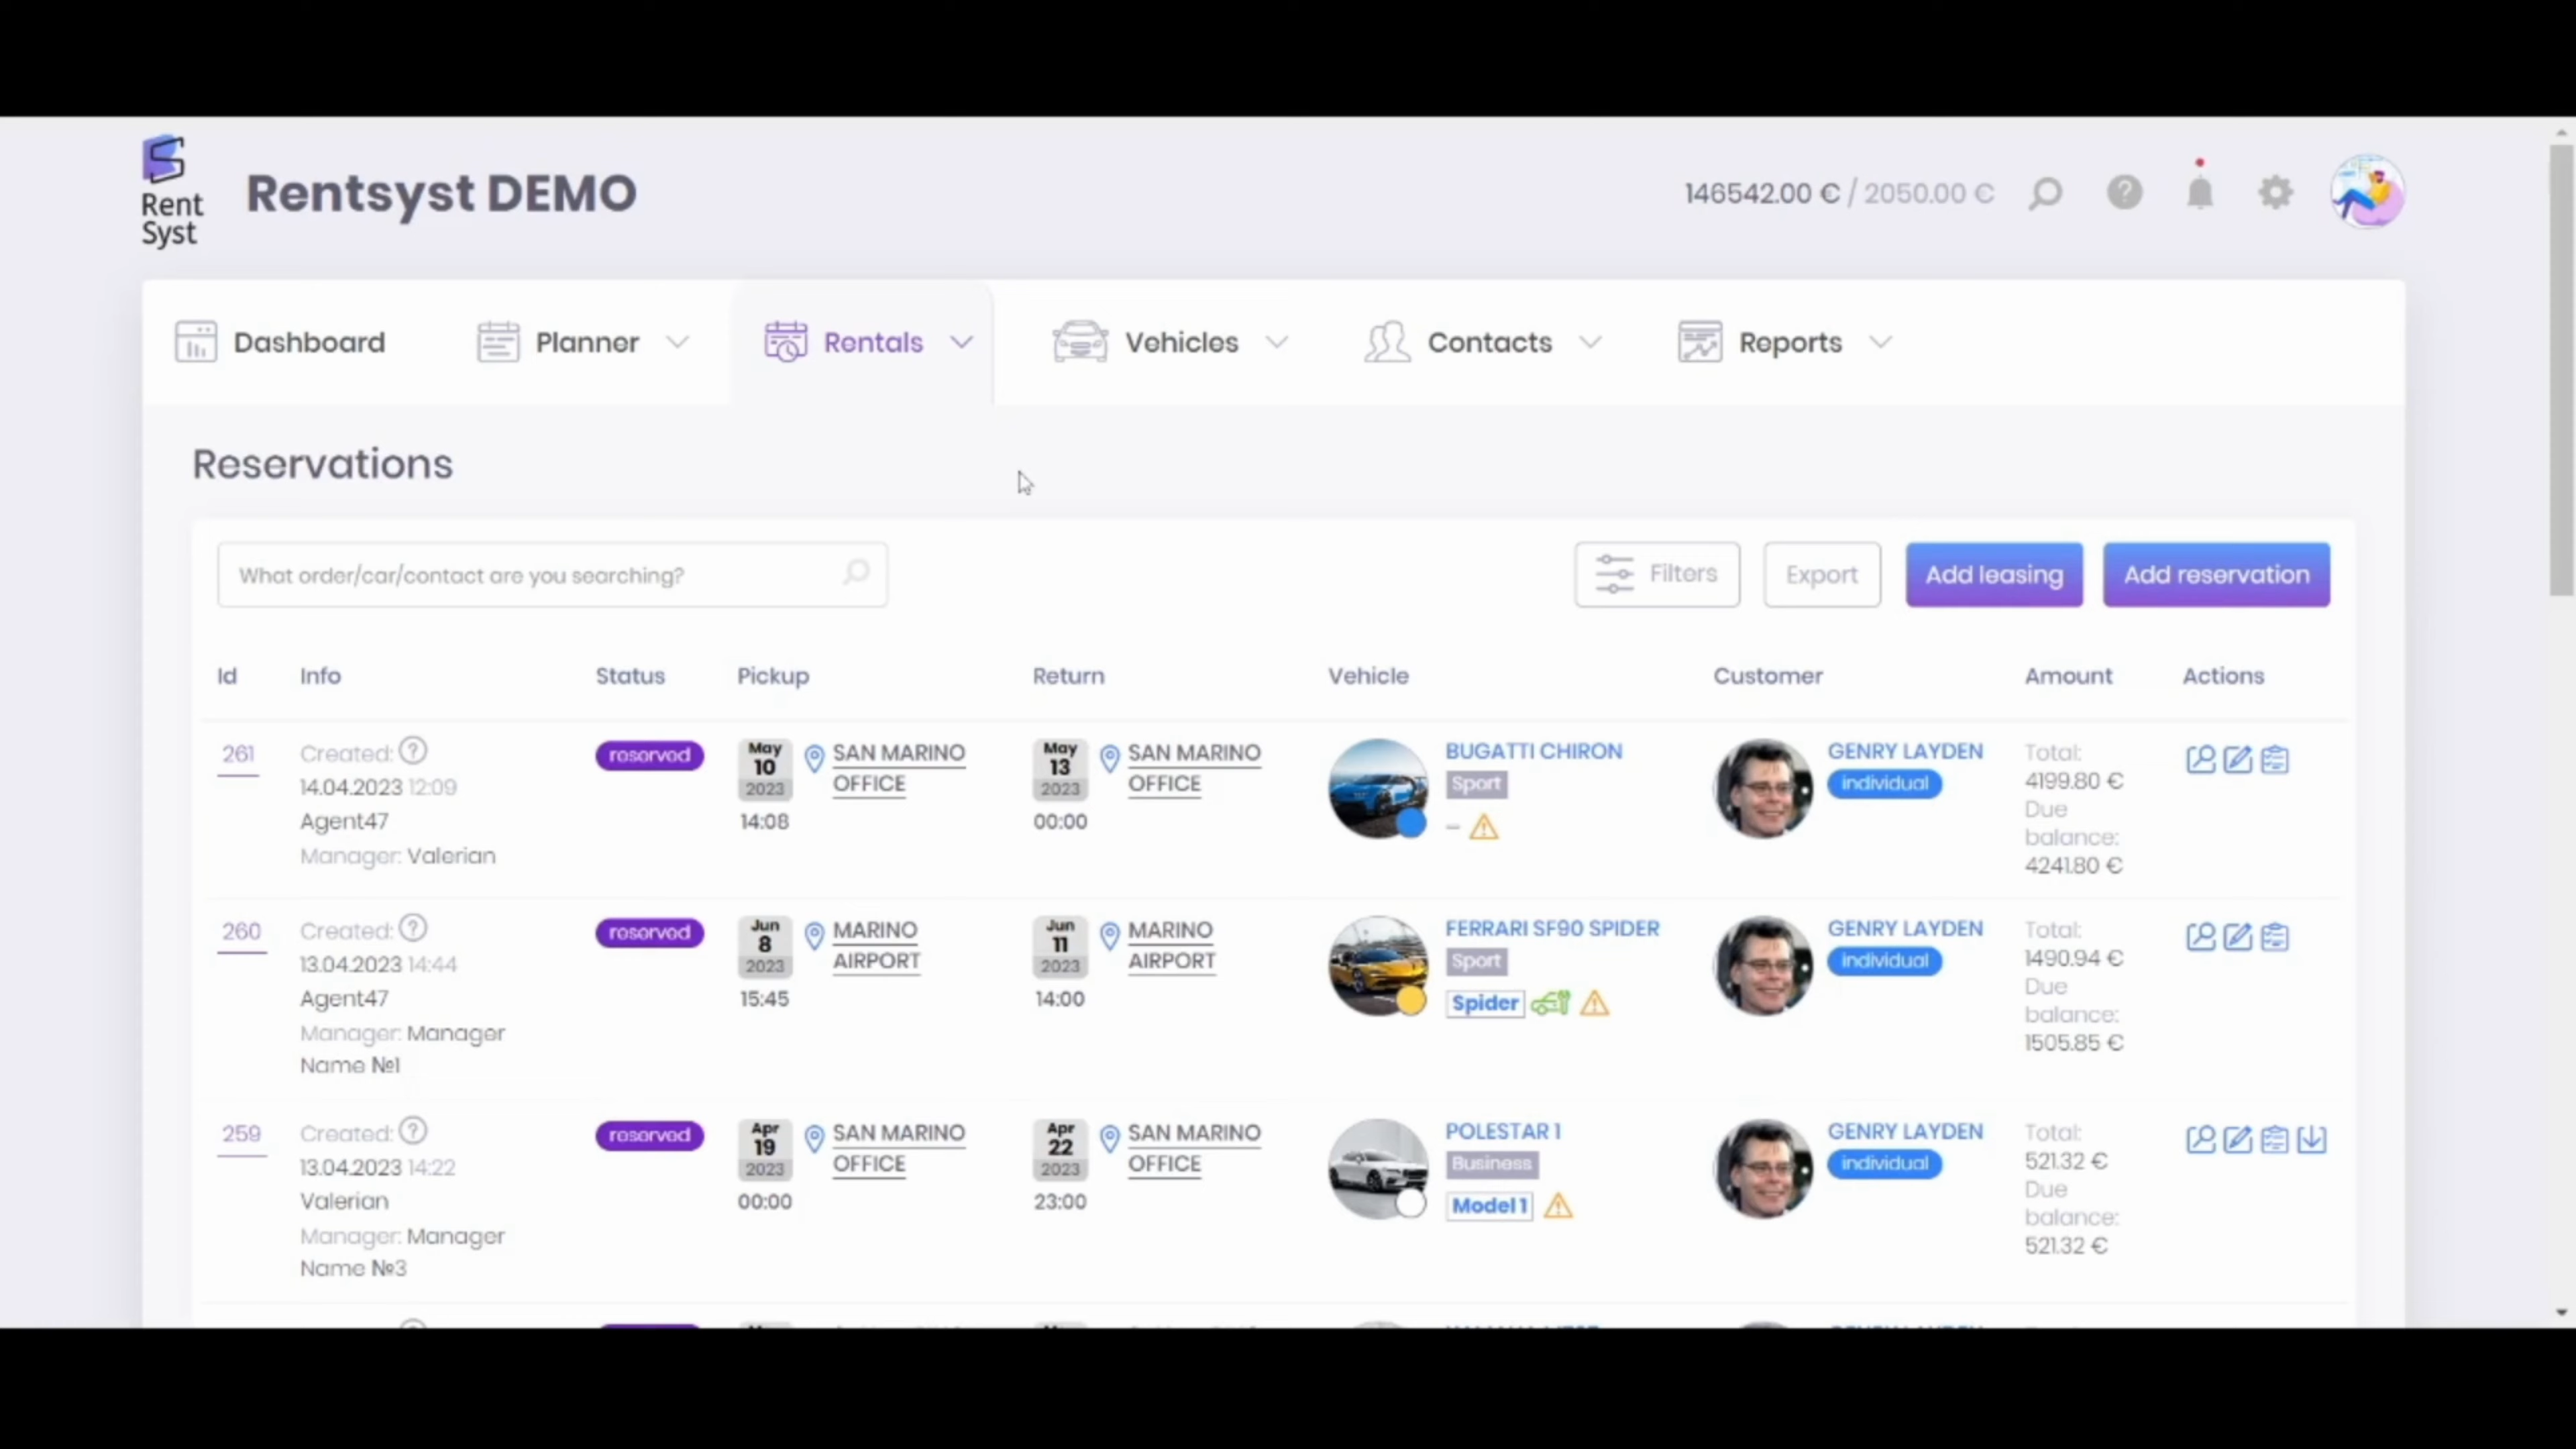 Rent
Syst
Rentsyst DEMO
146542.00 € / 2050.00 €
Dashboard
Planner
Rentals
Vehicles
Contacts
Reports
Reservations
What order/car/contact are you searching?
Filters
Export
Add leasing
Add reservation
Id Info Status Pickup Return Vehicle Customer Amount Actions
261
Created:
14.04.2023 12:09
Agent47
Manager: Valerian
reserved
May
10
2023
14:08
SAN MARINO
OFFICE
May
13
2023
00:00
SAN MARINO
OFFICE
BUGATTI CHIRON
Sport
–
GENRY LAYDEN
individual
Total:
4199.80 €
Due
balance:
4241.80 €
260
Created:
13.04.2023 14:44
Agent47
Manager: Manager
Name №1
reserved
Jun
8
2023
15:45
MARINO
AIRPORT
Jun
11
2023
14:00
MARINO
AIRPORT
FERRARI SF90 SPIDER
Sport
Spider
GENRY LAYDEN
individual
Total:
1490.94 €
Due
balance:
1505.85 €
259
Created:
13.04.2023 14:22
Valerian
Manager: Manager
Name №3
reserved
Apr
19
2023
00:00
SAN MARINO
OFFICE
Apr
22
2023
23:00
SAN MARINO
OFFICE
POLESTAR 1
Business
Model 1
GENRY LAYDEN
individual
Total:
521.32 €
Due
balance:
521.32 €